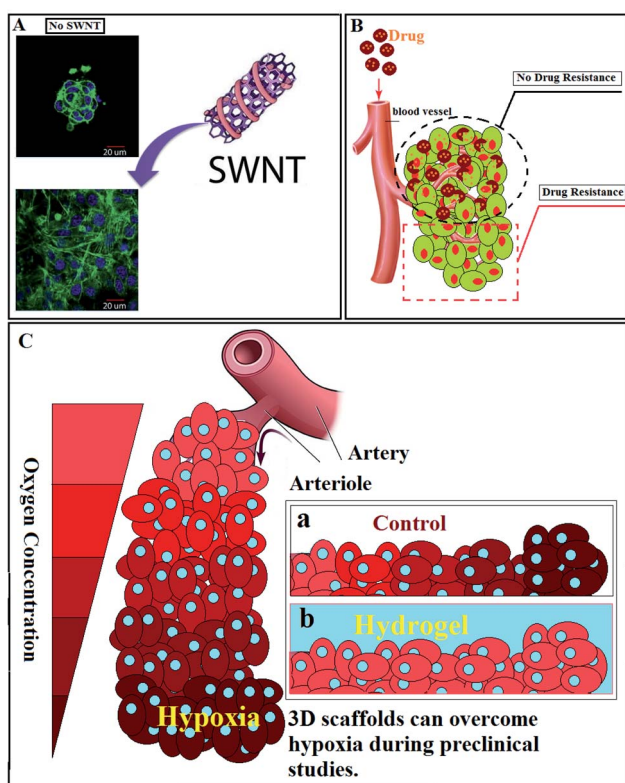 A
No SWNT
20 um
SWNT
20 um
B
Drug
blood vessel
No Drug Resistance
Drug Resistance
C
Oxygen Concentration
Artery
Arteriole
a
Control
b
Hydrogel
Hypoxia
3D scaffolds can overcome
hypoxia during preclinical
studies.